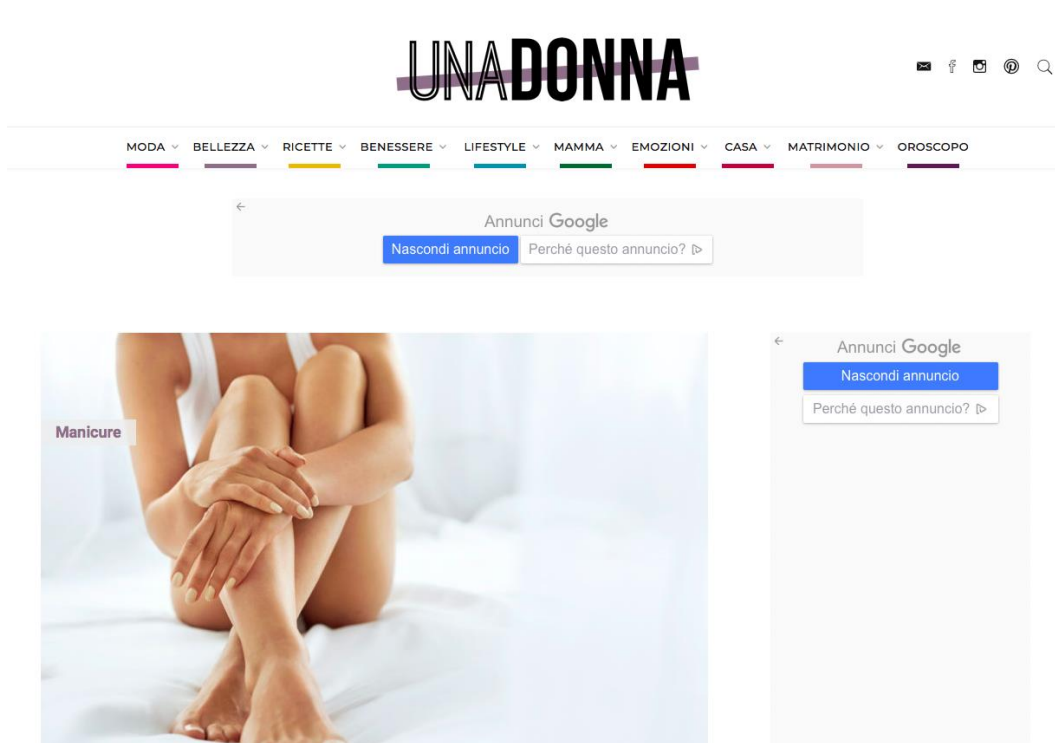 UNADONNA
MODA BELLEZZA RICETTE BENESSERE LIFESTYLE MAMMA EMOZIONI CASA MATRIMONIO OROSCOPO
Annunci Google
Nascondi annuncio Perché questo annuncio?
Manicure
Annunci Google
Nascondi annuncio
Perché questo annuncio?